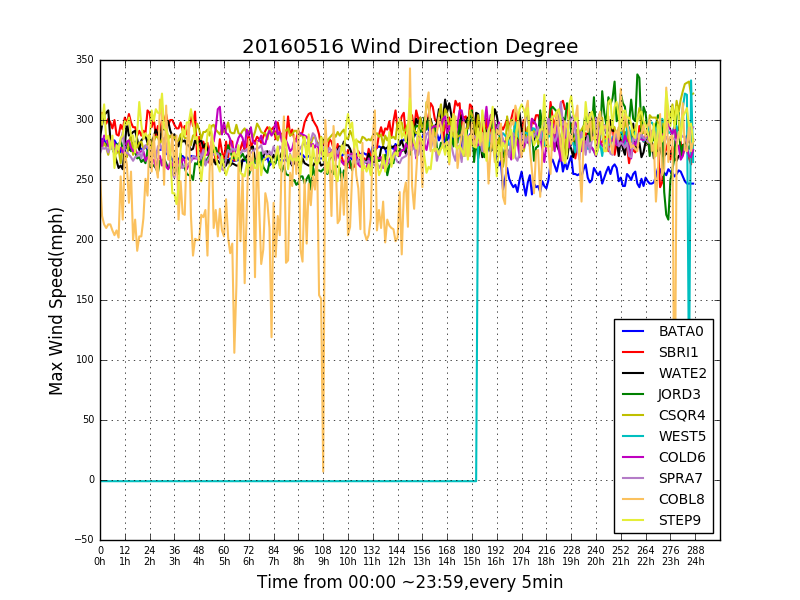 20160516 Wind Direction Degree
Max Wind Speed(mph)
350
300
250
200
150
100
50
0
−50
0 12 24 36 48 60 72 84 96 108 120 132 144 156 168 180 192 204 216 228 240 252 264 276 288
0h 1h 2h 3h 4h 5h 6h 7h 8h 9h 10h 11h 12h 13h 14h 15h 16h 17h 18h 19h 20h 21h 22h 23h 24h
Time from 00:00 ~23:59,every 5min
BATA0
SBRI1
WATE2
JORD3
CSQR4
WEST5
COLD6
SPRA7
COBL8
STEP9